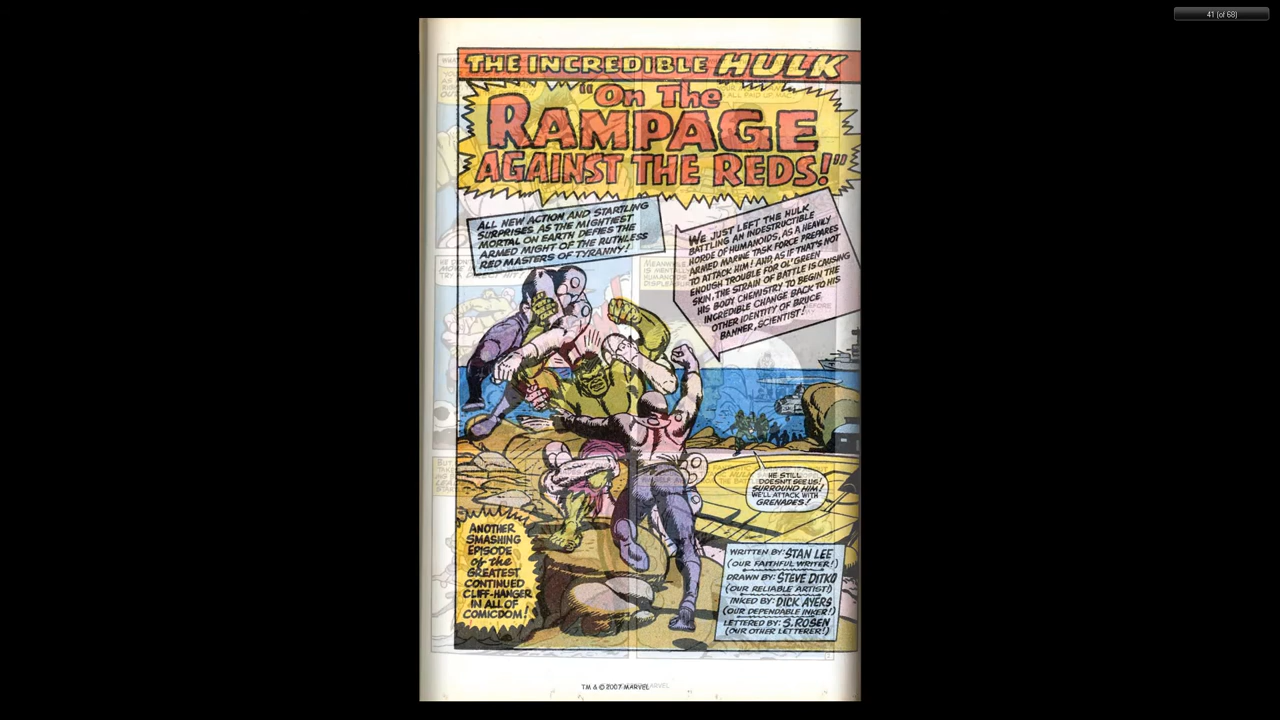 41 (of 68)
THE INCREDIBLE HULK
"On The
RAMPAGE
AGAINST THE REDS!"
ALL NEW ACTION AND STARTLING
SURPRISES AS THE MIGHTIEST
MORTAL ON EARTH DEFIES THE
ARMED MIGHT OF THE RUTHLESS
RED MASTERS OF TYRANNY!
WE JUST LEFT THE HULK
BATTLING AN INDESTRUCTIBLE
HORDE OF HUMANOIDS, AS A HEAVILY
ARMED MARINE TASK FORCE PREPARES
TO ATTACK HIM! AND, AS IF THAT'S NOT
ENOUGH TROUBLE FOR OL' GREEN
SKIN, THE STRAIN OF BATTLE IS CAUSING
HIS BODY CHEMISTRY TO BEGIN THE
INCREDIBLE CHANGE BACK TO HIS
OTHER IDENTITY OF BRUCE
BANNER, SCIENTIST!
HE STILL
DOESN'T SEE US!
SURROUND HIM!
WE'LL ATTACK WITH
GRENADES!
ANOTHER
SMASHING
EPISODE
of the
GREATEST
CONTINUED
CLIFF-HANGER
IN ALL OF
COMICDOM!
WRITTEN BY: STAN LEE
(OUR FAITHFUL WRITER!)
DRAWN BY: STEVE DITKO
(OUR RELIABLE ARTIST!)
INKED BY: DICK AYERS
(OUR DEPENDABLE INKER!)
LETTERED BY: S. ROSEN
(OUR OTHER LETTERER!)
TM & © 2007 MARVEL